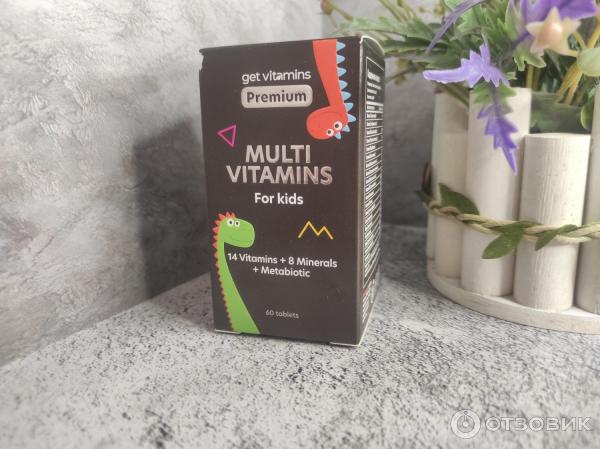 get vitamins
Premium
MULTI
VITAMINS
For kids
14 Vitamins + 8 Minerals
+ Metabiotic
60 tablets
ОТЗОВИК